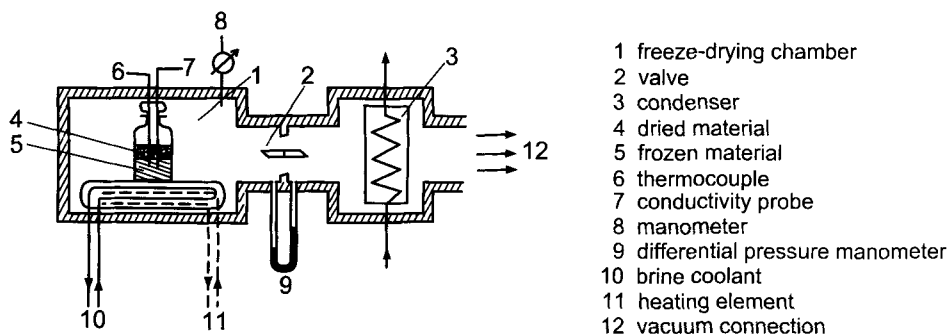 8
6 7 1 2 3
4
5
12
9
10 11
1 freeze-drying chamber
2 valve
3 condenser
4 dried material
5 frozen material
6 thermocouple
7 conductivity probe
8 manometer
9 differential pressure manometer
10 brine coolant
11 heating element
12 vacuum connection